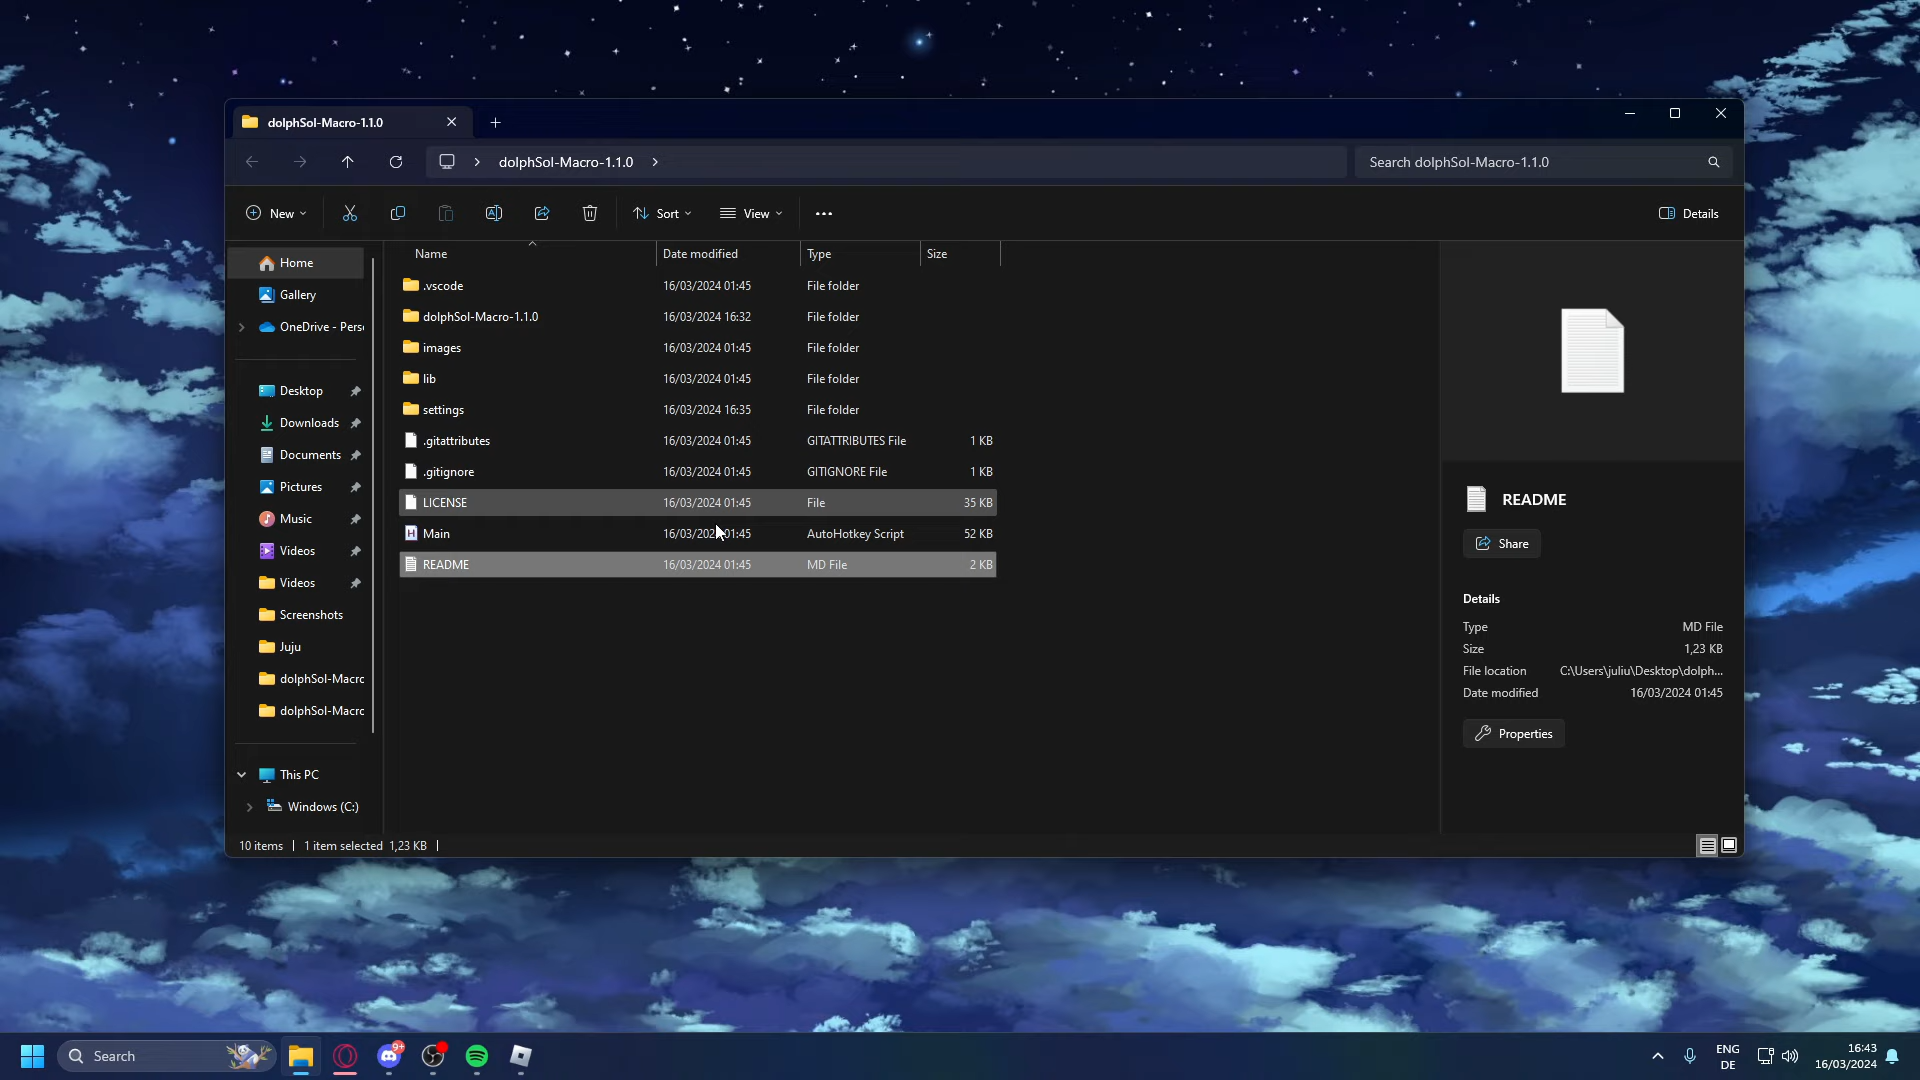 dolphSol-Macro-1.1.0
dolphSol-Macro-1.1.0
Search dolphSol-Macro-1.1.0
New
Sort
View
Details
Home
Gallery
OneDrive - Pers
Desktop
Downloads
Documents
Pictures
Music
Videos
Videos
Screenshots
Juju
dolphSol-Macro
dolphSol-Macro
This PC
Windows (C:)
Name Date modified Type Size
.vscode 16/03/2024 01:45 File folder
dolphSol-Macro-1.1.0 16/03/2024 16:32 File folder
images 16/03/2024 01:45 File folder
lib 16/03/2024 01:45 File folder
settings 16/03/2024 16:35 File folder
.gitattributes 16/03/2024 01:45 GITATTRIBUTES File 1 KB
.gitignore 16/03/2024 01:45 GITIGNORE File 1 KB
LICENSE 16/03/2024 01:45 File 35 KB
Main 16/03/2024 01:45 AutoHotkey Script 52 KB
README 16/03/2024 01:45 MD File 2 KB
README
Share
Details
Type MD File
Size 1,23 KB
File location C:\Users\juliu\Desktop\dolph...
Date modified 16/03/2024 01:45
Properties
10 items 1 item selected 1,23 KB
Search
9+
ENG
DE
16:43
16/03/2024